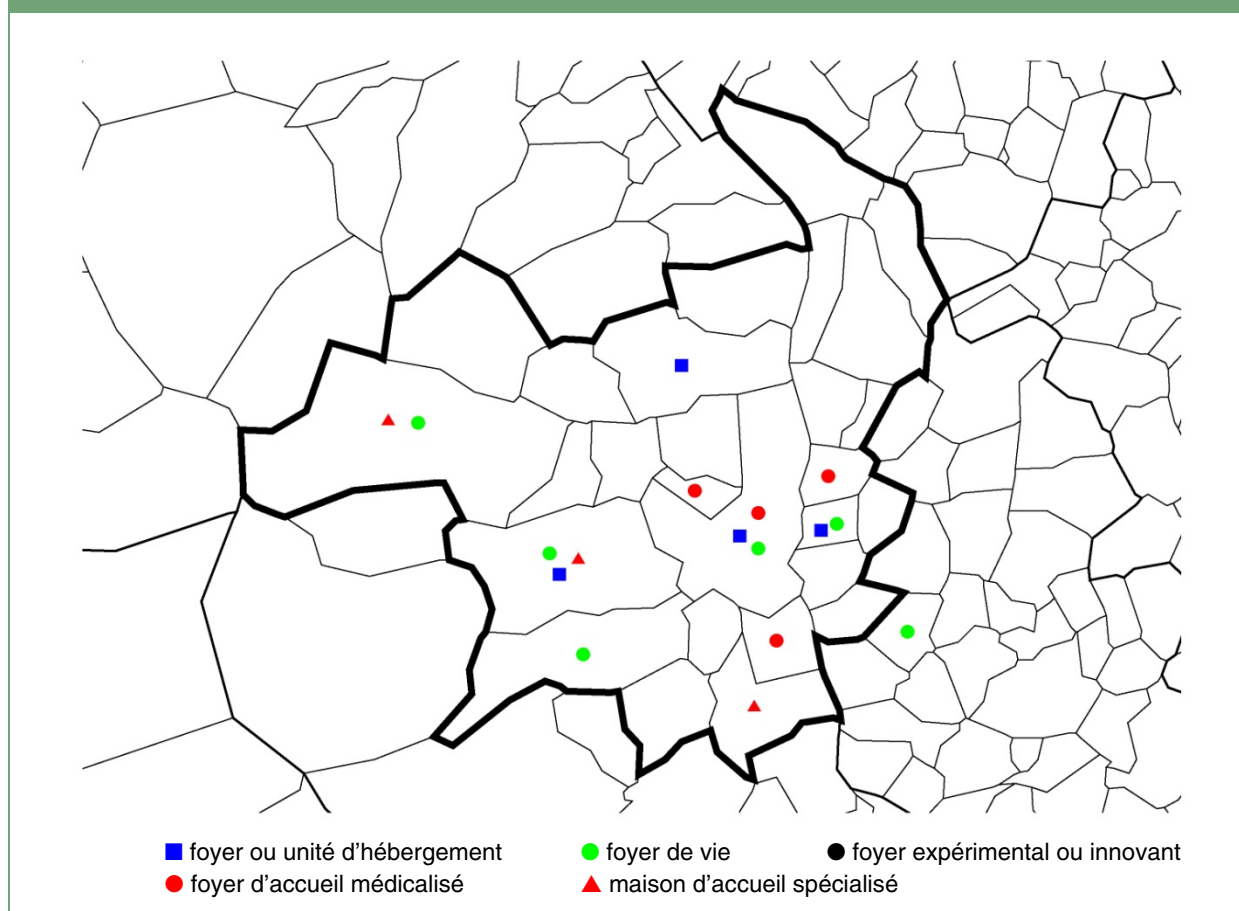 foyer ou unité d'hébergement foyer de vie foyer expérimental ou innovant
foyer d'accueil médicalisé maison d'accueil spécialisé